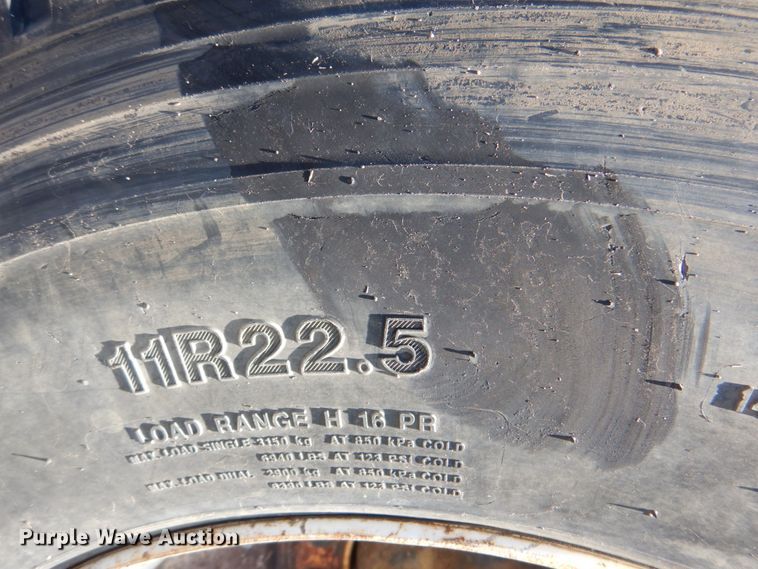 11R22.5
LOAD RANGE H 16 PR
MAX. LOAD SINGLE 3150 kg AT 850 kPa COLD
6940 LBS AT 123 PSI COLD
MAX. LOAD DUAL 2900 kg AT 850 kPa COLD
LBS AT 123 PSI COLD
Purple Wave Auction